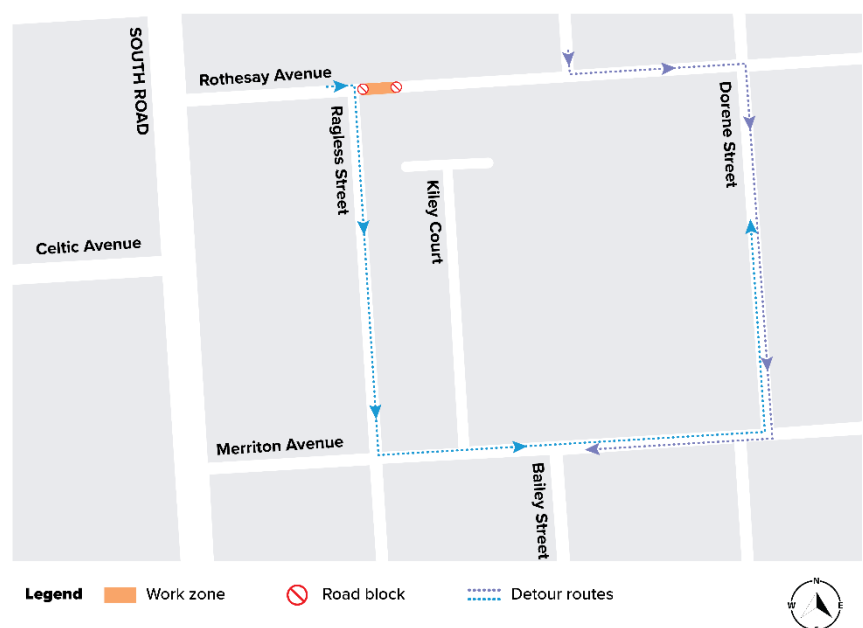 SOUTH ROAD
Rothesay Avenue
Ragless Street
Dorene Street
Kiley Court
Celtic Avenue
Merriton Avenue
Bailey Street
Legend
Work zone
Road block
Detour routes
N
W
E